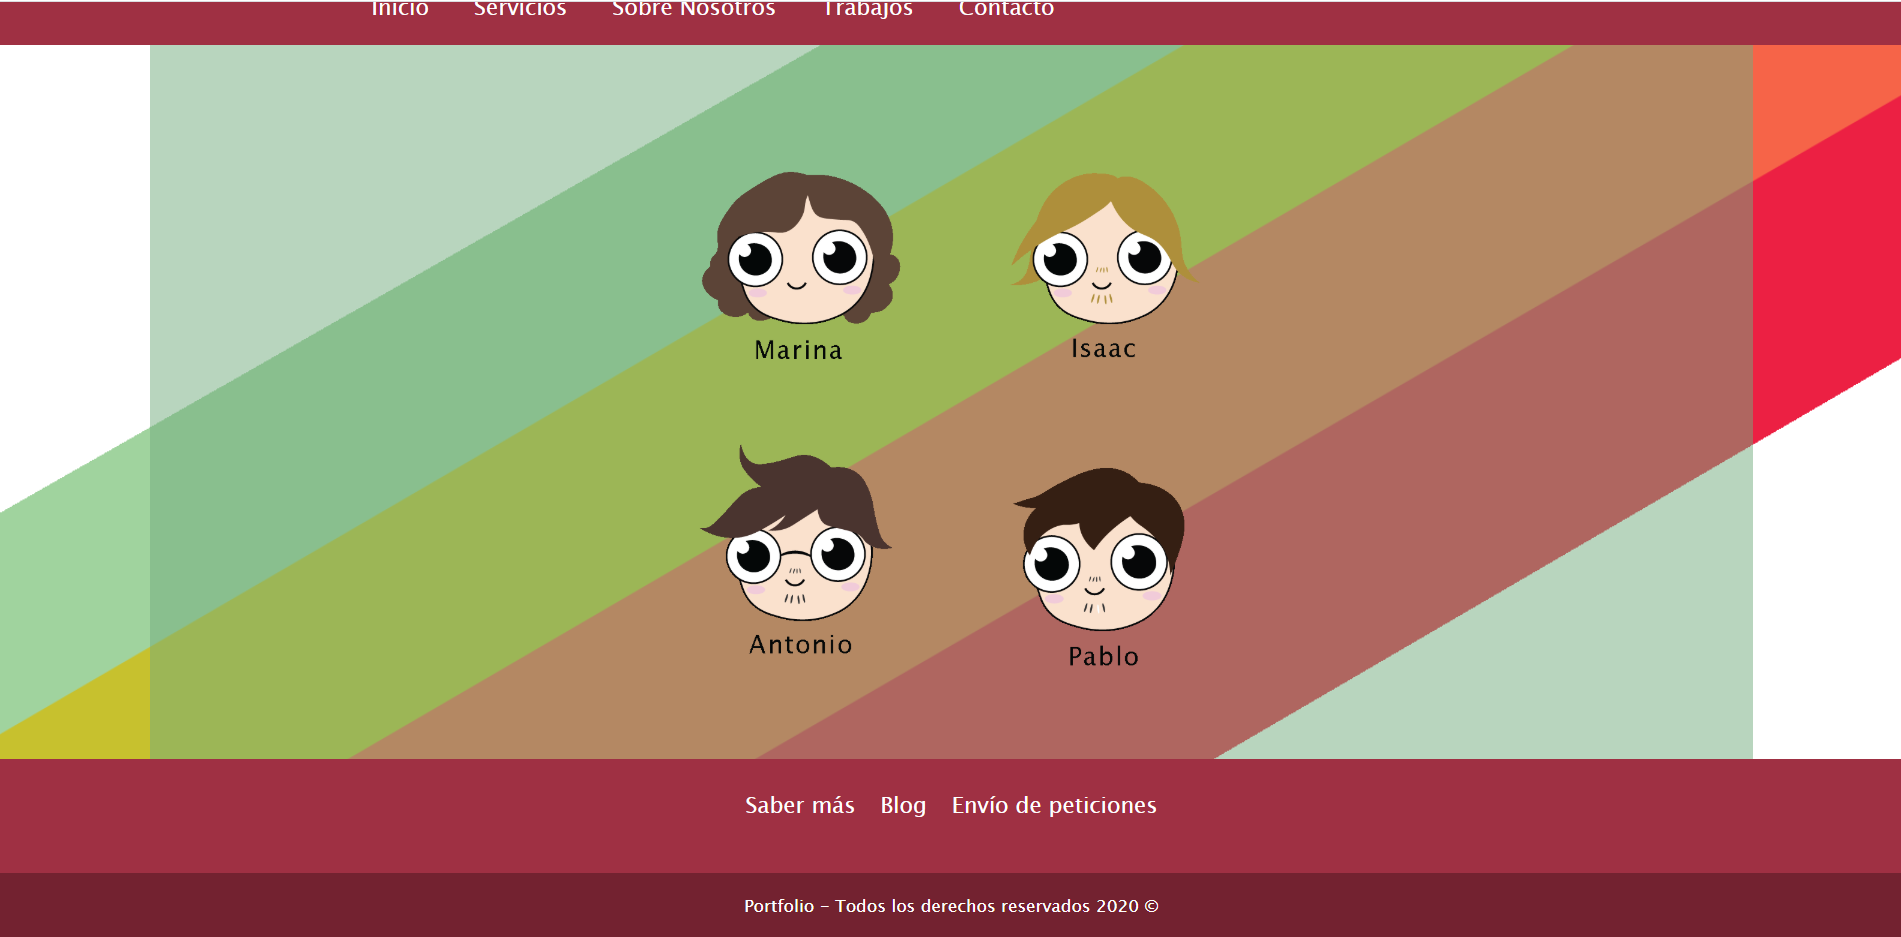 Inicio Servicios Sobre Nosotros Trabajos Contacto
Marina Isaac
Antonio Pablo
Saber más Blog Envío de peticiones
Portfolio - Todos los derechos reservados 2020 ©